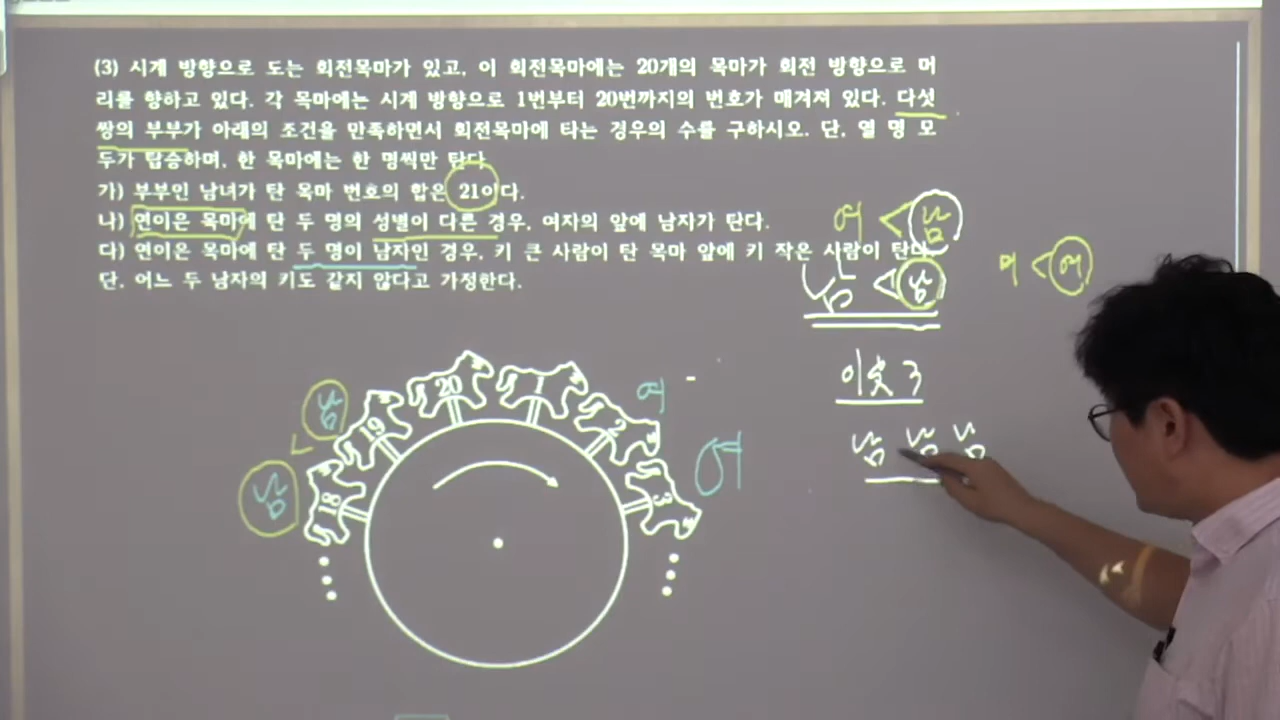 (3) 시계 방향으로 도는 회전목마가 있고, 이 회전목마에는 20개의 목마가 회전 방향으로 머
리를 향하고 있다. 각 목마에는 시계 방향으로 1번부터 20번까지의 번호가 매겨져 있다. 다섯
쌍의 부부가 아래의 조건을 만족하면서 회전목마에 타는 경우의 수를 구하시오. 단, 열 명 모
두가 탑승하며, 한 목마에는 한 명씩만 탄다.
가) 부부인 남녀가 탄 목마 번호의 합은 21이다.
나) 연이은 목마에 탄 두 명의 성별이 다른 경우, 여자의 앞에 남자가 탄다.
다) 연이은 목마에 탄 두 명이 남자인 경우, 키 큰 사람이 탄 목마 앞에 키 작은 사람이 탄다.
단, 어느 두 남자의 키도 같지 않다고 가정한다.
여 < 남
남 < 남
여 < 여
이웃 3
남 남 남
남 20 1 여
19 2
남 18 3 여